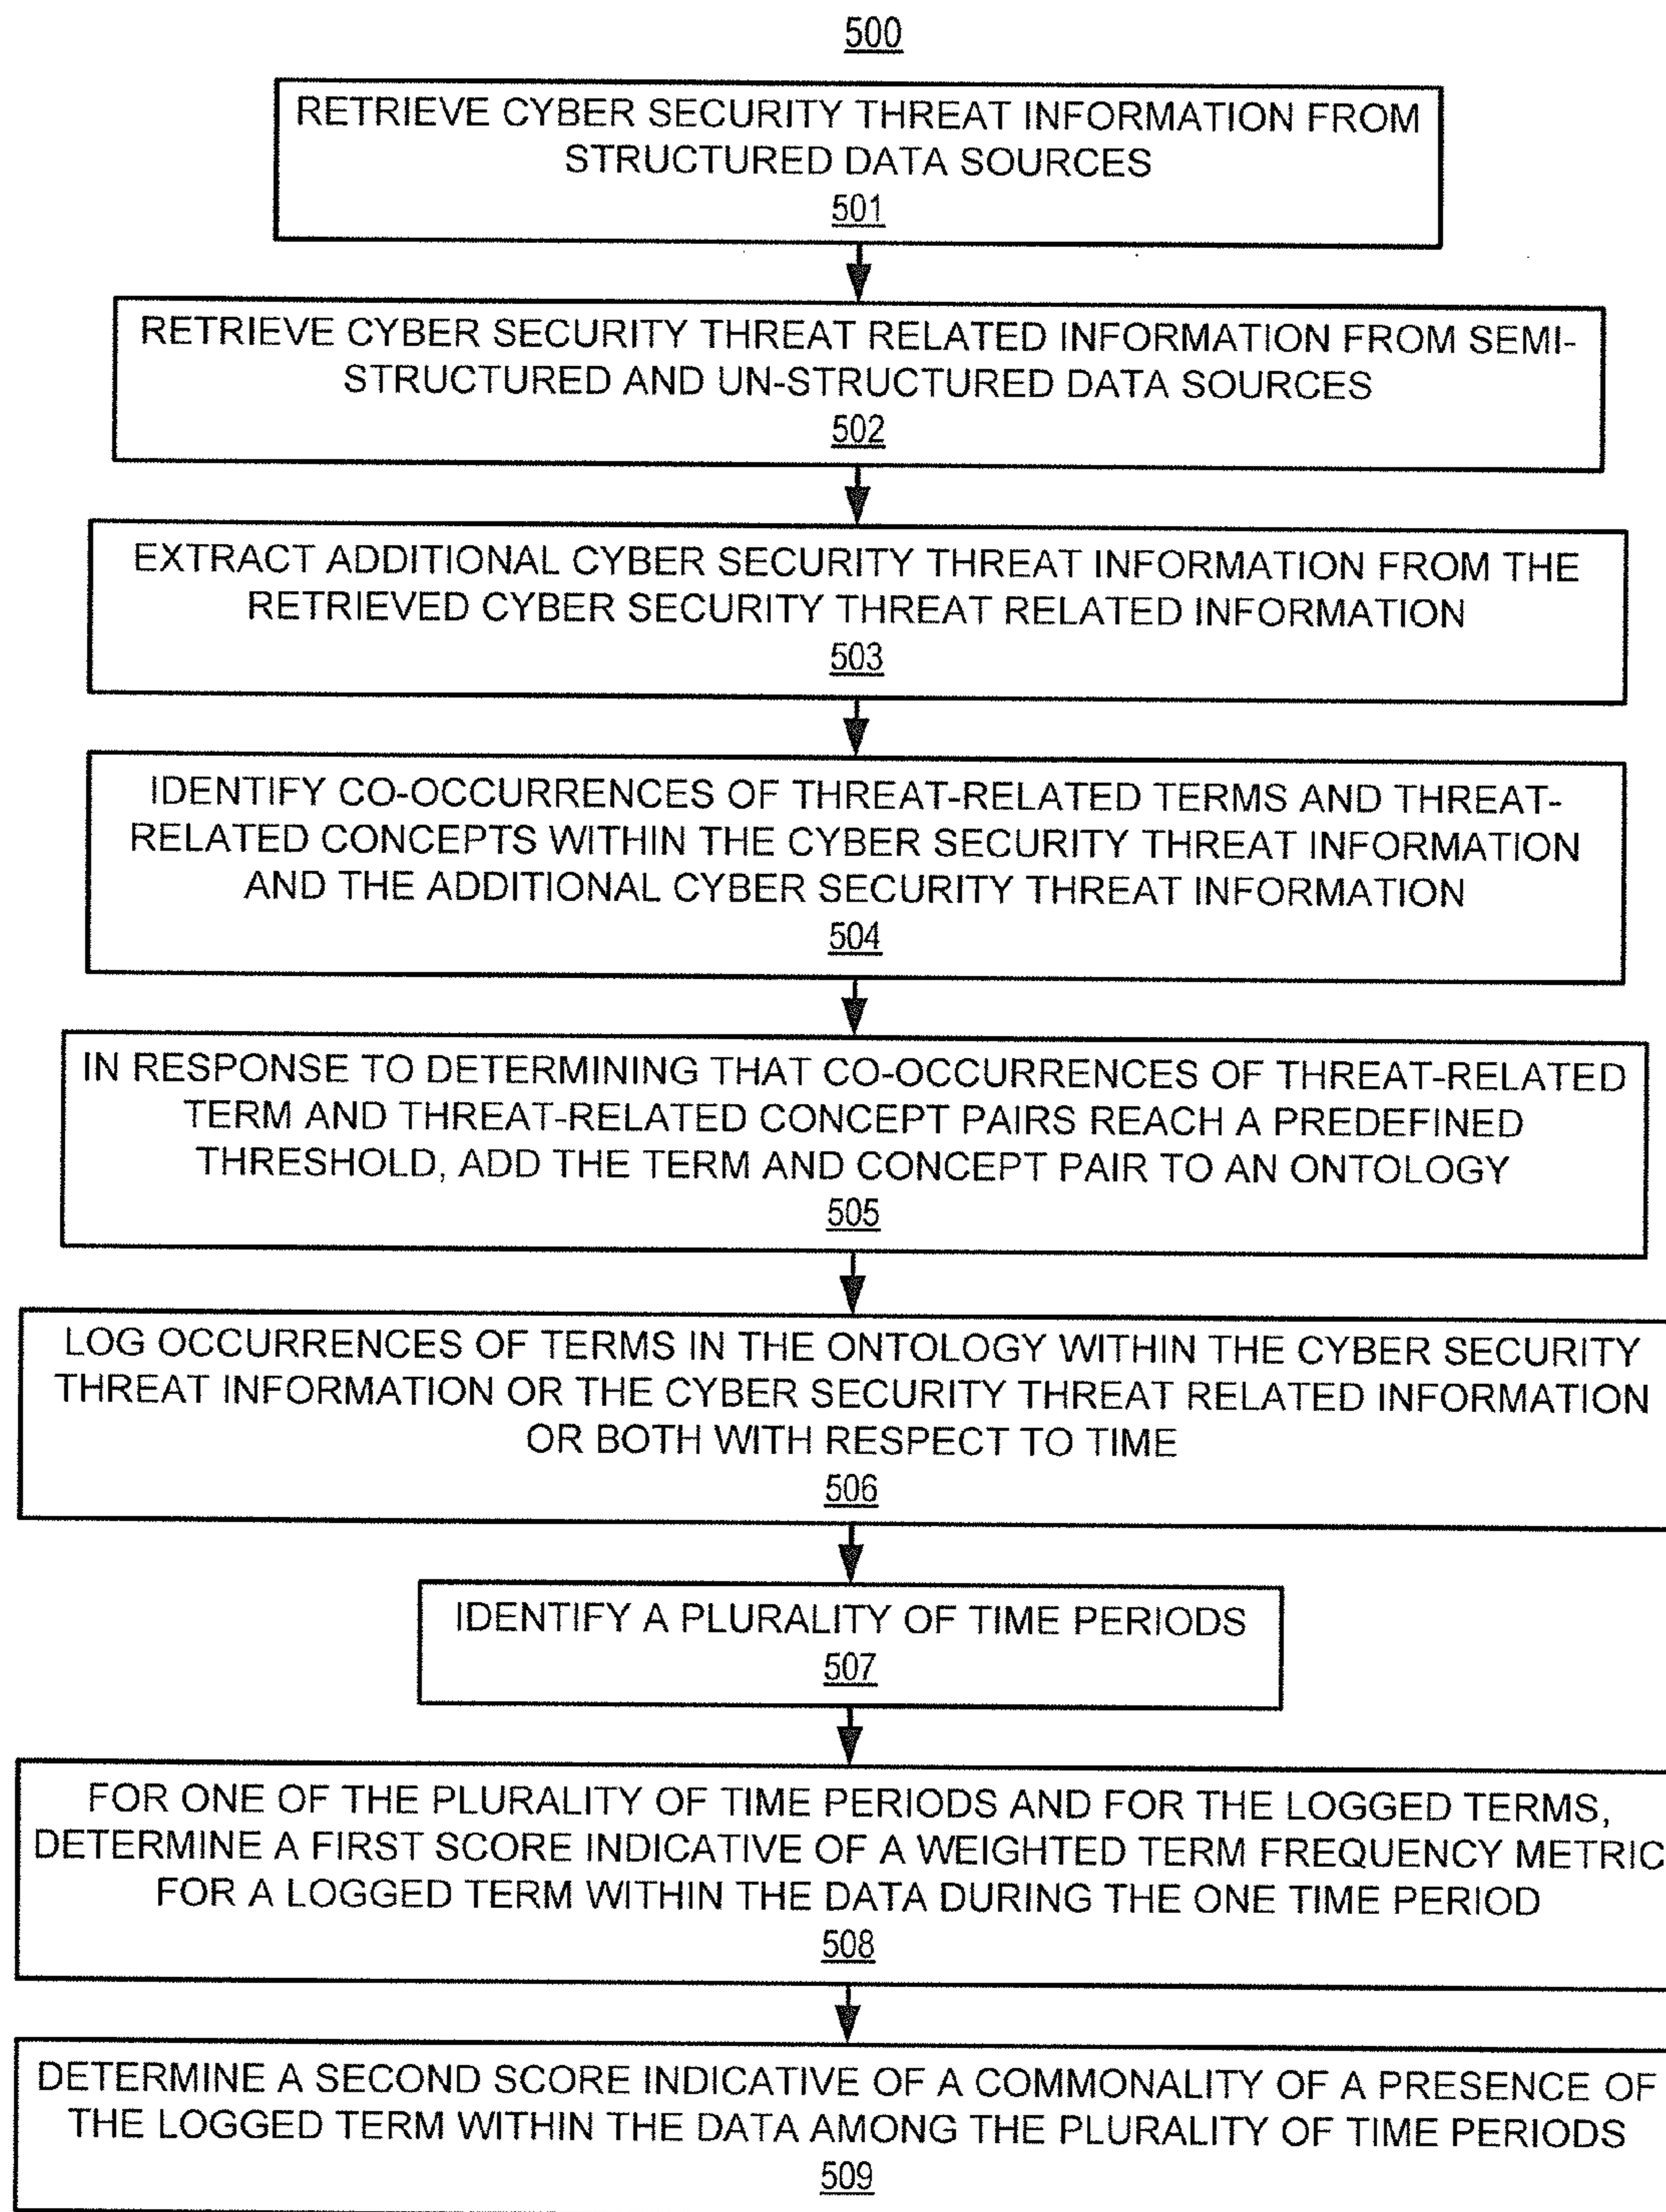 500
RETRIEVE CYBER SECURITY THREAT INFORMATION FROM
STRUCTURED DATA SOURCES
501
RETRIEVE CYBER SECURITY THREAT RELATED INFORMATION FROM SEMI-
STRUCTURED AND UN-STRUCTURED DATA SOURCES
502
EXTRACT ADDITIONAL CYBER SECURITY THREAT INFORMATION FROM THE
RETRIEVED CYBER SECURITY THREAT RELATED INFORMATION
503
IDENTIFY CO-OCCURRENCES OF THREAT-RELATED TERMS AND THREAT-
RELATED CONCEPTS WITHIN THE CYBER SECURITY THREAT INFORMATION
AND THE ADDITIONAL CYBER SECURITY THREAT INFORMATION
504
IN RESPONSE TO DETERMINING THAT CO-OCCURRENCES OF THREAT-RELATED
TERM AND THREAT-RELATED CONCEPT PAIRS REACH A PREDEFINED
THRESHOLD, ADD THE TERM AND CONCEPT PAIR TO AN ONTOLOGY
505
LOG OCCURRENCES OF TERMS IN THE ONTOLOGY WITHIN THE CYBER SECURITY
THREAT INFORMATION OR THE CYBER SECURITY THREAT RELATED INFORMATION
OR BOTH WITH RESPECT TO TIME
506
IDENTIFY A PLURALITY OF TIME PERIODS
507
FOR ONE OF THE PLURALITY OF TIME PERIODS AND FOR THE LOGGED TERMS,
DETERMINE A FIRST SCORE INDICATIVE OF A WEIGHTED TERM FREQUENCY METRIC
FOR A LOGGED TERM WITHIN THE DATA DURING THE ONE TIME PERIOD
508
DETERMINE A SECOND SCORE INDICATIVE OF A COMMONALITY OF A PRESENCE OF
THE LOGGED TERM WITHIN THE DATA AMONG THE PLURALITY OF TIME PERIODS
509